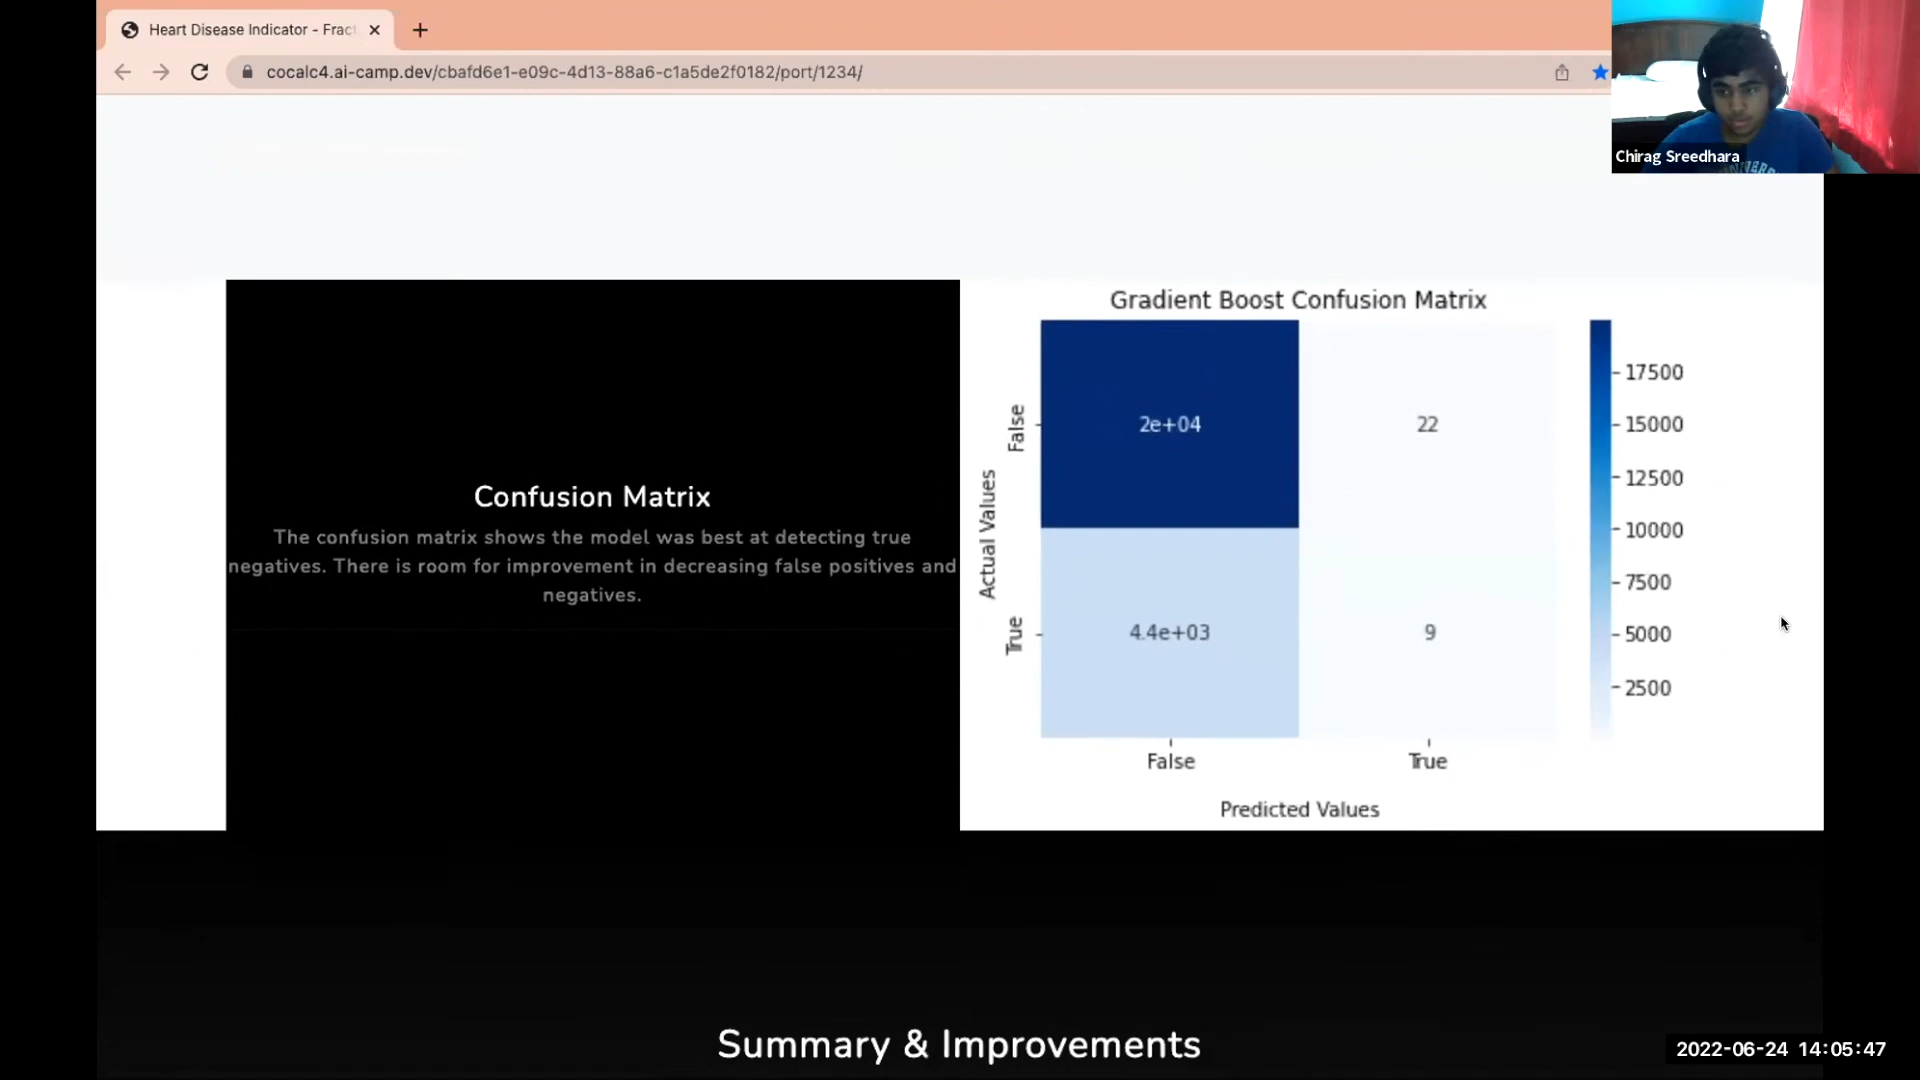 Heart Disease Indicator - Frac
cocalc4.ai-camp.dev/cbafd6e1-e09c-4d13-88a6-c1a5de2f0182/port/1234/
Chirag Sreedhara
Confusion Matrix
The confusion matrix shows the model was best at detecting true
negatives. There is room for improvement in decreasing false positives and
negatives.
Gradient Boost Confusion Matrix
Actual Values
False
True
2e+04
22
4.4e+03
9
False
True
Predicted Values
17500
15000
12500
10000
7500
5000
2500
Summary & Improvements
2022-06-24 14:05:47